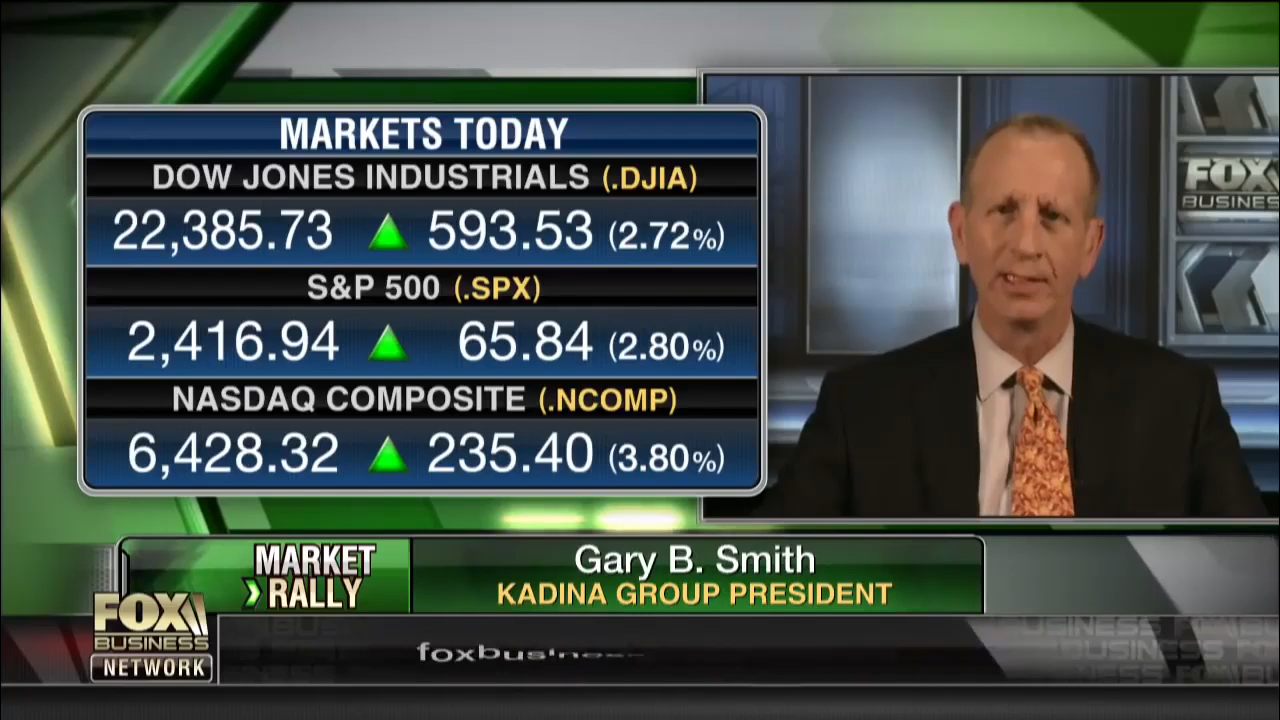 MARKETS TODAY
DOW JONES INDUSTRIALS (.DJIA)
22,385.73 ▲ 593.53 (2.72%)
S&P 500 (.SPX)
2,416.94 ▲ 65.84 (2.80%)
NASDAQ COMPOSITE (.NCOMP)
6,428.32 ▲ 235.40 (3.80%)
FOX
BUSINESS
MARKET
RALLY
Gary B. Smith
KADINA GROUP PRESIDENT
FOX
BUSINESS
NETWORK